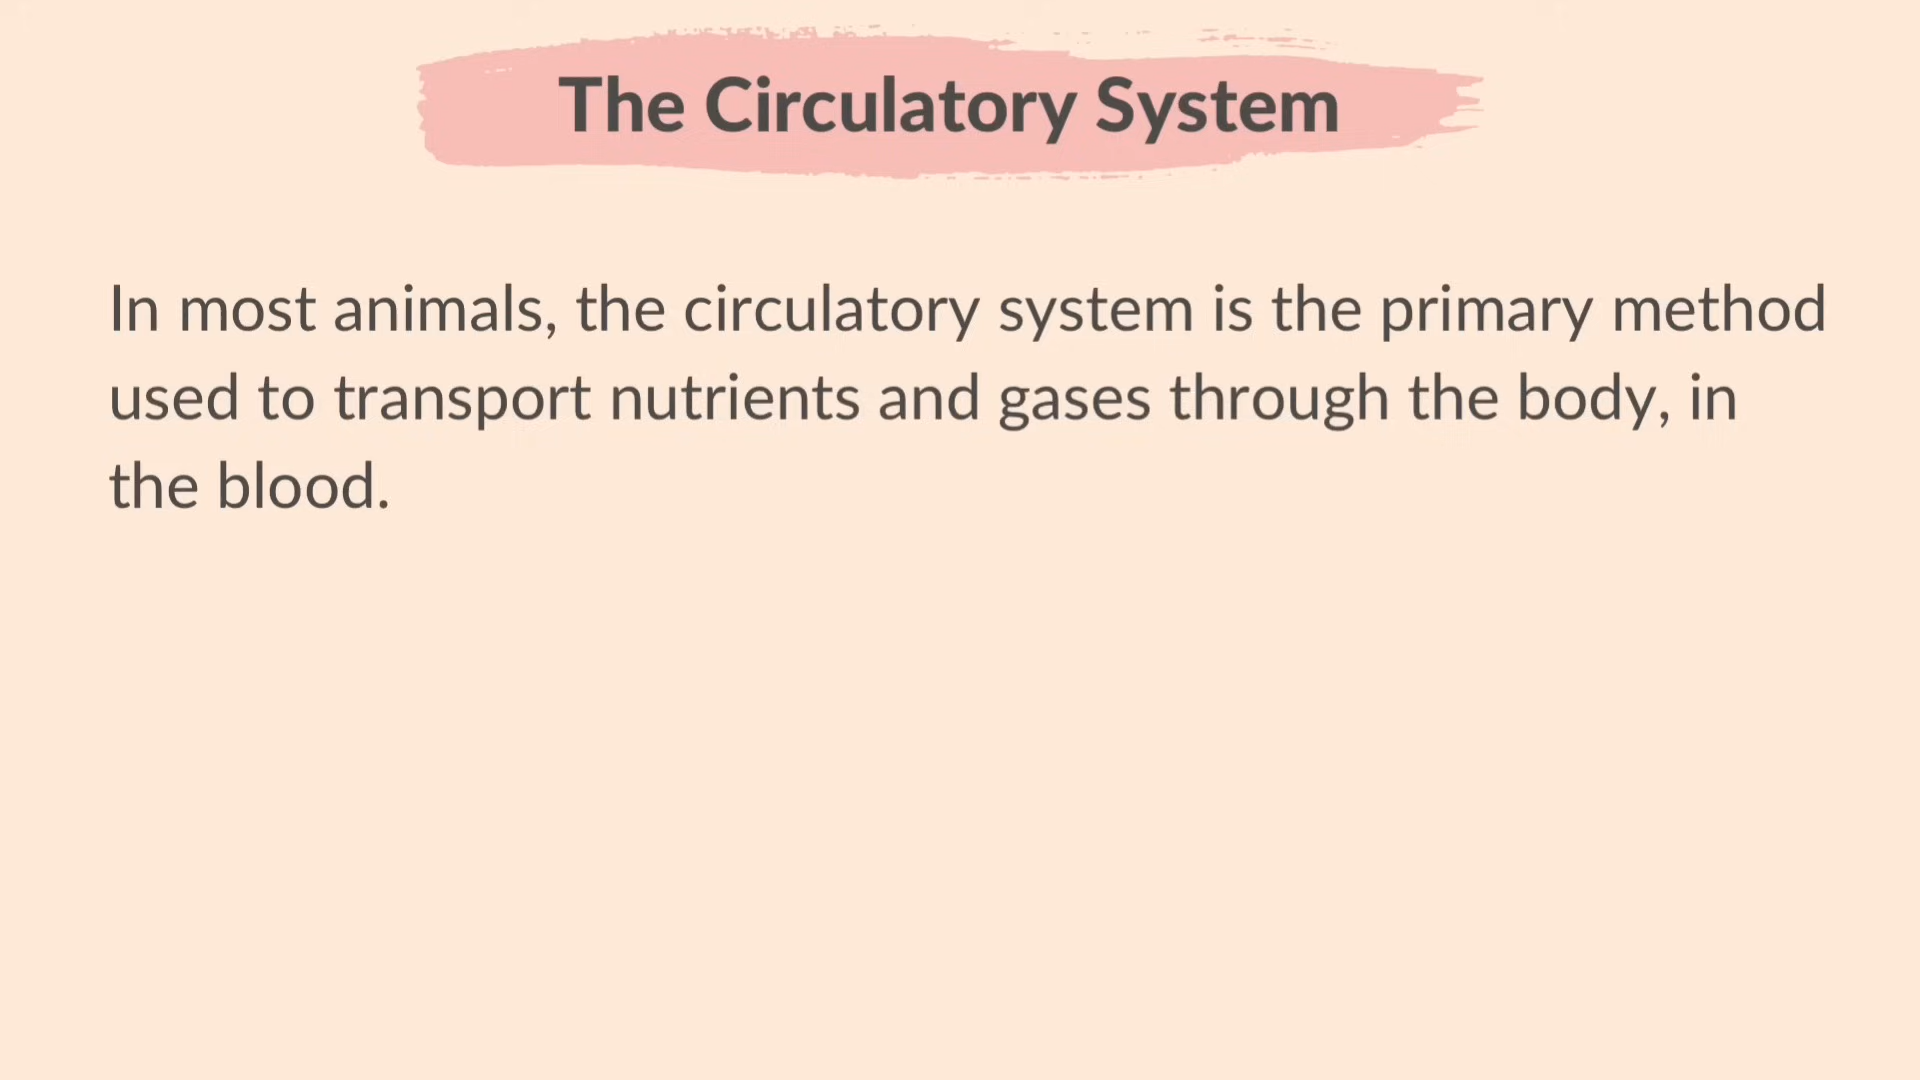 The Circulatory System
In most animals, the circulatory system is the primary method
used to transport nutrients and gases through the body, in
the blood.